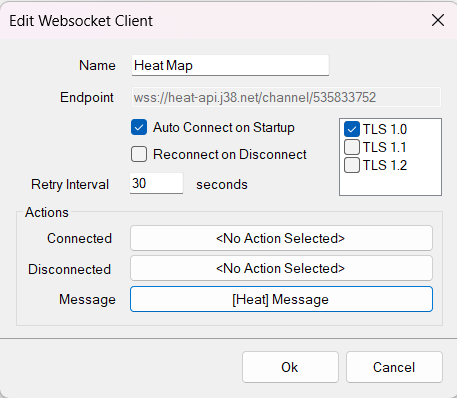 Edit Websocket Client
Name Heat Map
Endpoint wss://heat-api.j38.net/channel/535833752
Auto Connect on Startup
Reconnect on Disconnect
TLS 1.0
TLS 1.1
TLS 1.2
Retry Interval 30 seconds
Actions
Connected <No Action Selected>
Disconnected <No Action Selected>
Message [Heat] Message
Ok Cancel